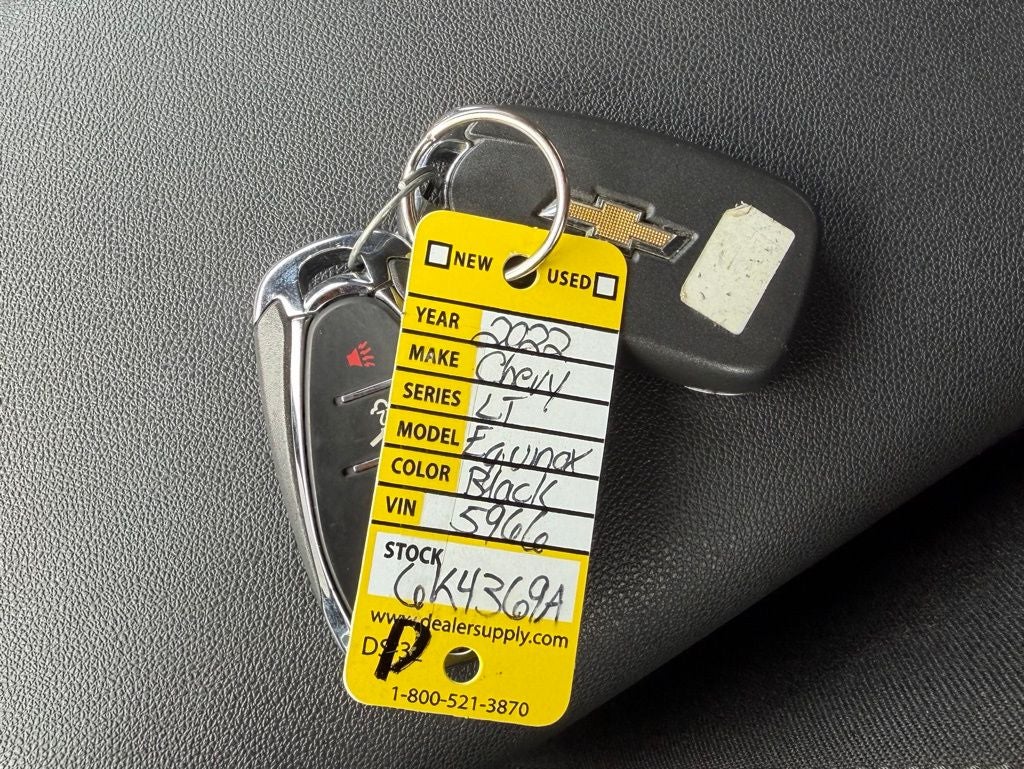 NEW USED
YEAR 2022
MAKE Chevy
SERIES LT
MODEL Equinox
COLOR Black
VIN 5966
STOCK
6K4369A
www.dealersupply.com
P
1-800-521-3870